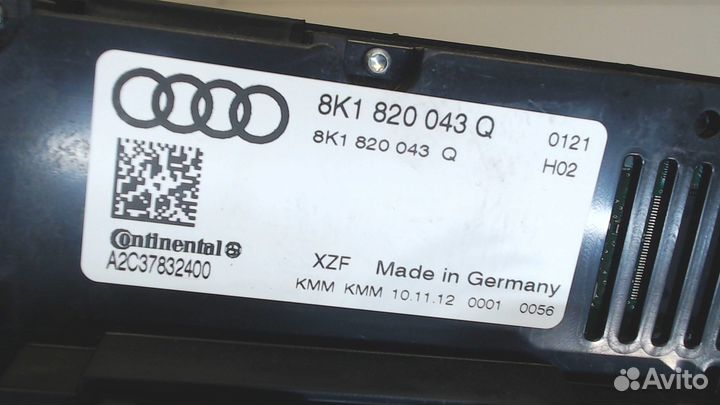 8K1 820 043 Q
0121
8K1 820 043 Q
H02
Continental
A2C37832400
XZF Made in Germany
KMM KMM 10.11.12 0001 0056
Avito